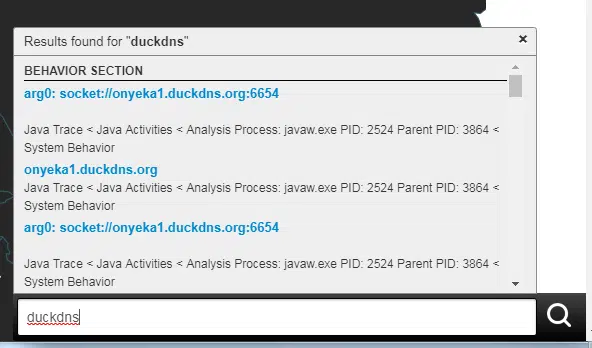 Results found for "duckdns"
×
BEHAVIOR SECTION
arg0: socket://onyeka1.duckdns.org:6654
Java Trace < Java Activities < Analysis Process: javaw.exe PID: 2524 Parent PID: 3864 <
System Behavior
onyeka1.duckdns.org
Java Trace < Java Activities < Analysis Process: javaw.exe PID: 2524 Parent PID: 3864 <
System Behavior
arg0: socket://onyeka1.duckdns.org:6654
Java Trace < Java Activities < Analysis Process: javaw.exe PID: 2524 Parent PID: 3864 <
System Behavior
duckdns